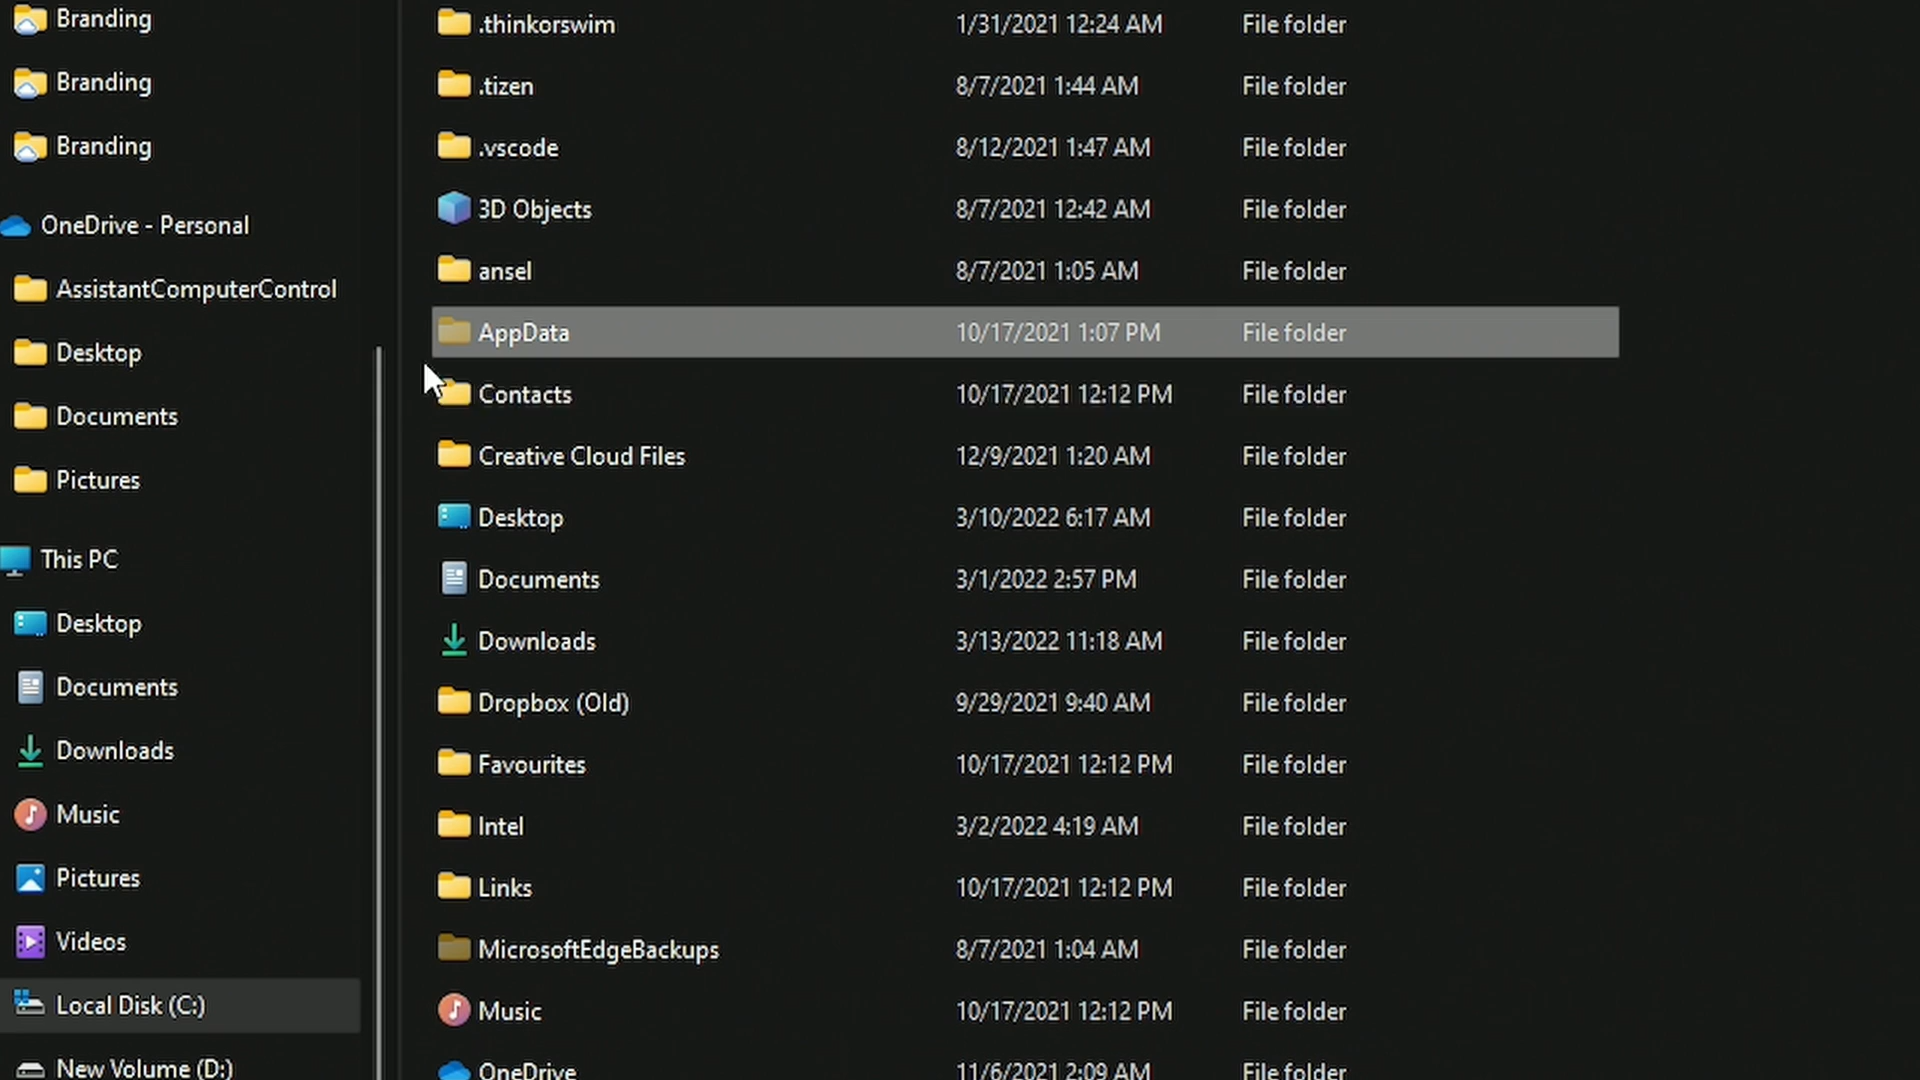 Branding
Branding
Branding
OneDrive - Personal
AssistantComputerControl
Desktop
Documents
Pictures
This PC
Desktop
Documents
Downloads
Music
Pictures
Videos
Local Disk (C:)
New Volume (D:)
.thinkorswim 1/31/2021 12:24 AM File folder
.tizen 8/7/2021 1:44 AM File folder
.vscode 8/12/2021 1:47 AM File folder
3D Objects 8/7/2021 12:42 AM File folder
ansel 8/7/2021 1:05 AM File folder
AppData 10/17/2021 1:07 PM File folder
Contacts 10/17/2021 12:12 PM File folder
Creative Cloud Files 12/9/2021 1:20 AM File folder
Desktop 3/10/2022 6:17 AM File folder
Documents 3/1/2022 2:57 PM File folder
Downloads 3/13/2022 11:18 AM File folder
Dropbox (Old) 9/29/2021 9:40 AM File folder
Favourites 10/17/2021 12:12 PM File folder
Intel 3/2/2022 4:19 AM File folder
Links 10/17/2021 12:12 PM File folder
MicrosoftEdgeBackups 8/7/2021 1:04 AM File folder
Music 10/17/2021 12:12 PM File folder
OneDrive 11/6/2021 2:09 AM File folder